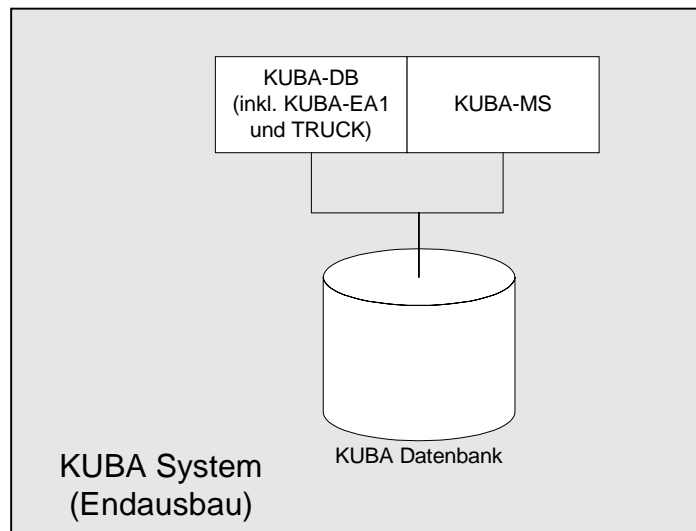 KUBA-DB
(inkl. KUBA-EA1
und TRUCK)
KUBA-MS
KUBA Datenbank
KUBA System
(Endausbau)